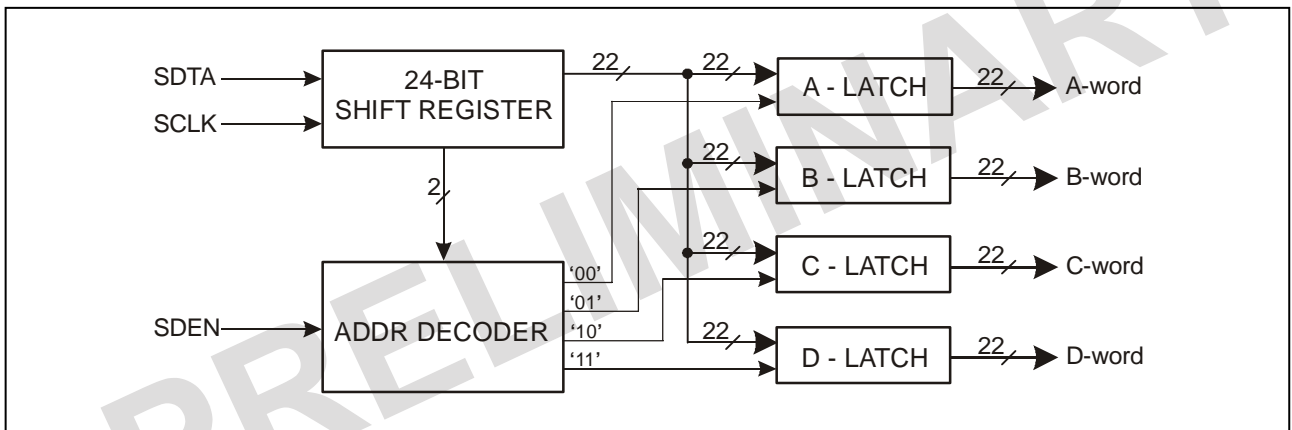 SDTA
SCLK
24-BIT
SHIFT REGISTER
22
22
A - LATCH
22
A-word
22
B - LATCH
22
B-word
2
22
C - LATCH
22
C-word
SDEN
ADDR DECODER
‘00’
‘01’
‘10’
‘11’
22
D - LATCH
22
D-word
PRELIMINARY